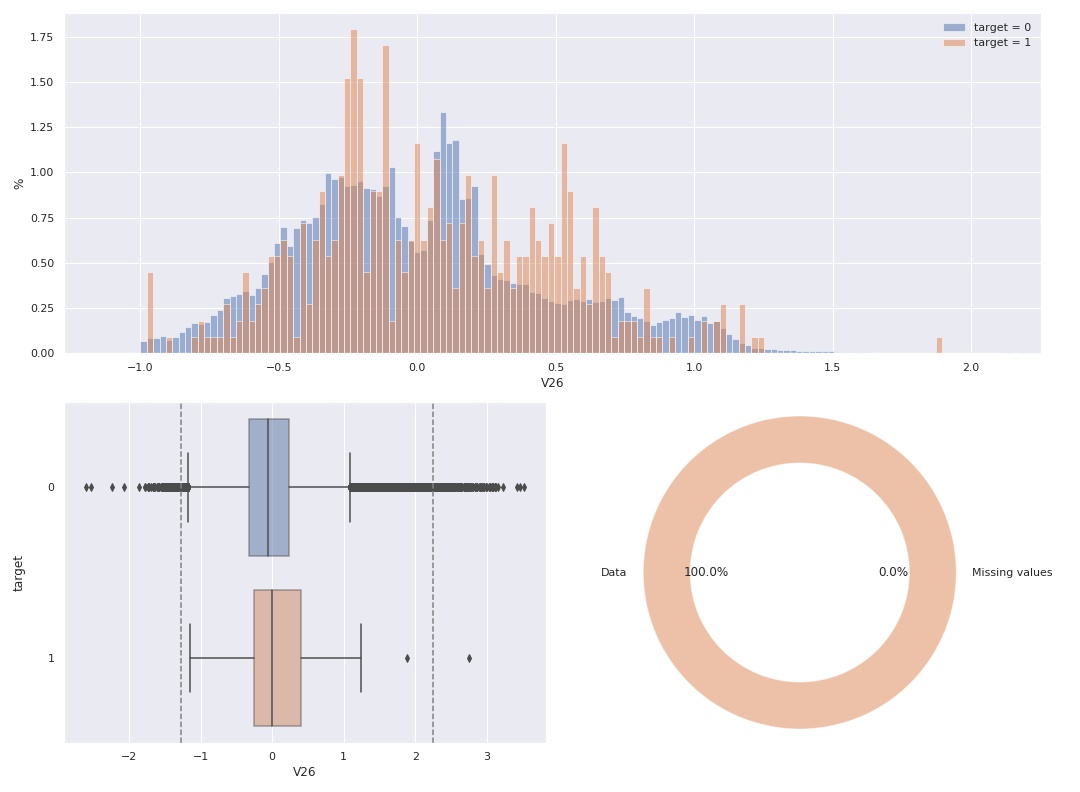 target = 0
target = 1
1.75
1.50
1.25
1.00
0.75
0.50
0.25
0.00
%
−1.0 −0.5 0.0 0.5 1.0 1.5 2.0
V26
0
1
target
−2 −1 0 1 2 3
V26
Data 100.0% 0.0% Missing values